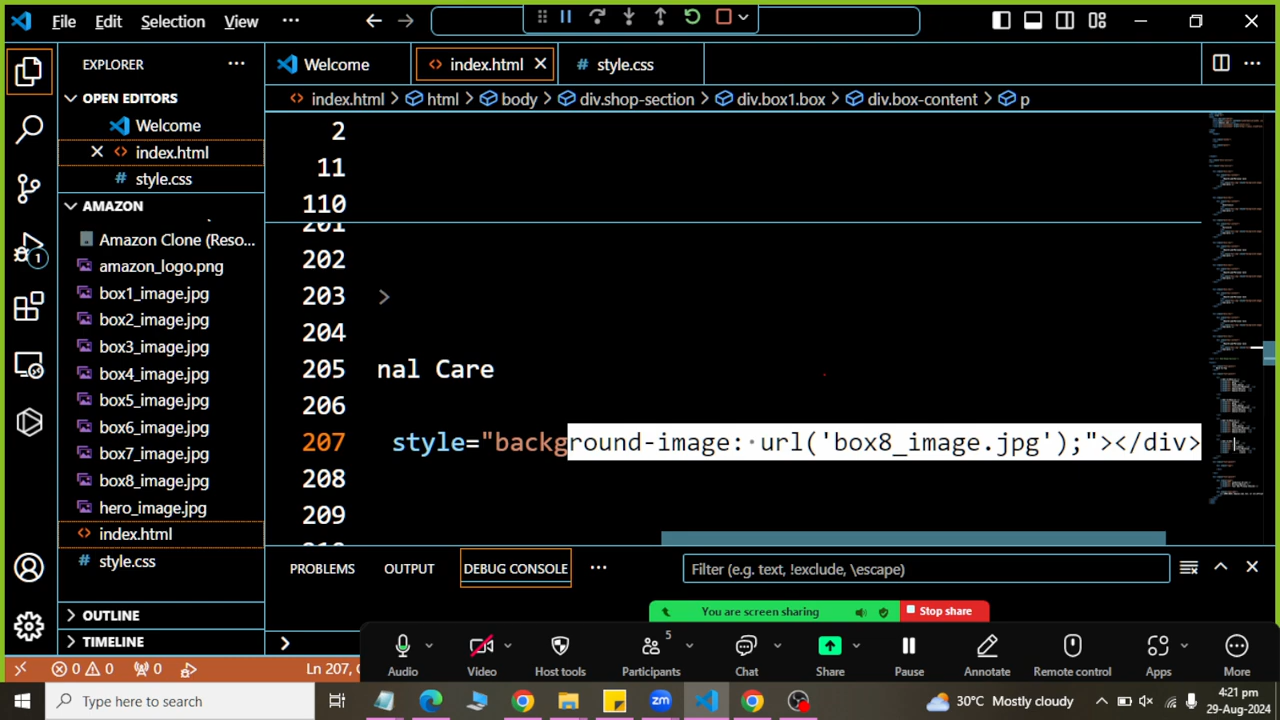 File Edit Selection View
EXPLORER
Welcome
index.html
style.css
OPEN EDITORS
Welcome
index.html
style.css
index.html
html
body
div.shop-section
div.box1.box
div.box-content
p
AMAZON
Amazon Clone (Reso...
amazon_logo.png
box1_image.jpg
box2_image.jpg
box3_image.jpg
box4_image.jpg
box5_image.jpg
box6_image.jpg
box7_image.jpg
box8_image.jpg
hero_image.jpg
index.html
style.css
OUTLINE
TIMELINE
1
2
11
110
201
202
203 >
204
205 nal Care
206
207 style="background-image: url('box8_image.jpg');"></div>
208
209
PROBLEMS OUTPUT DEBUG CONSOLE
Filter (e.g. text, !exclude, \escape)
You are screen sharing Stop share
0 0 0
Ln 207,
Audio
Video
Host tools
Participants
5
Chat
Share
Pause
Annotate
Remote control
Apps
More
Type here to search
zm
30°C Mostly cloudy
4:21 pm
29-Aug-2024